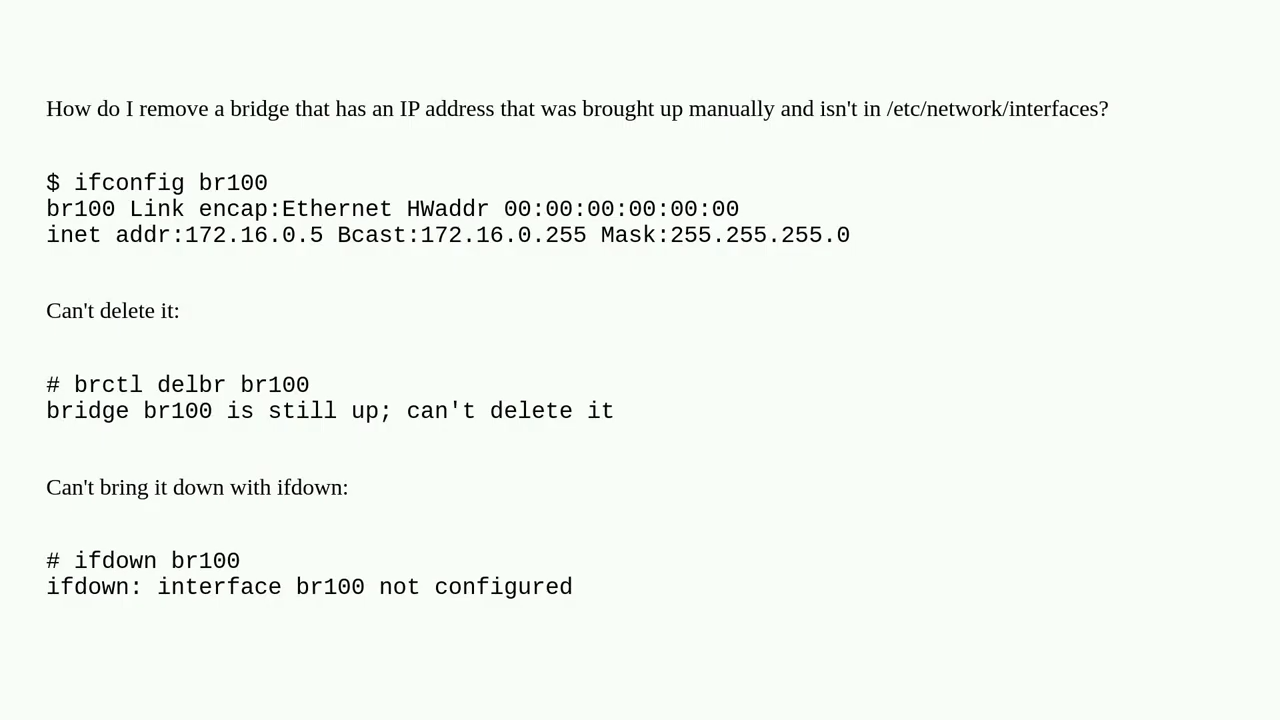 How do I remove a bridge that has an IP address that was brought up manually and isn't in /etc/network/interfaces?
$ ifconfig br100
br100 Link encap:Ethernet HWaddr 00:00:00:00:00:00
inet addr:172.16.0.5 Bcast:172.16.0.255 Mask:255.255.255.0
Can't delete it:
# brctl delbr br100
bridge br100 is still up; can't delete it
Can't bring it down with ifdown:
# ifdown br100
ifdown: interface br100 not configured